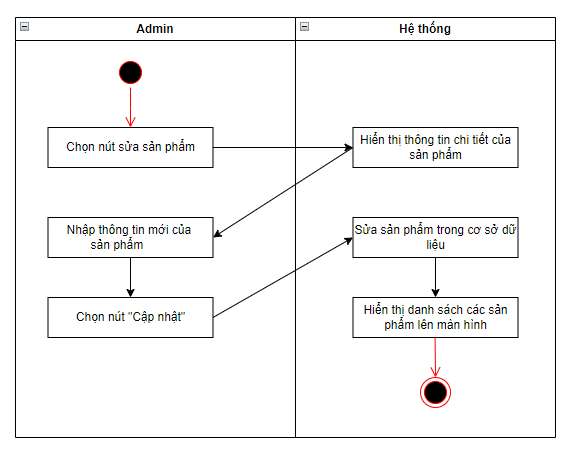 Admin
Hệ thống
Chọn nút sửa sản phẩm
Hiển thị thông tin chi tiết của
sản phẩm
Nhập thông tin mới của
sản phẩm
Sửa sản phẩm trong cơ sở dữ
liệu
Chọn nút "Cập nhật"
Hiển thị danh sách các sản
phẩm lên màn hình